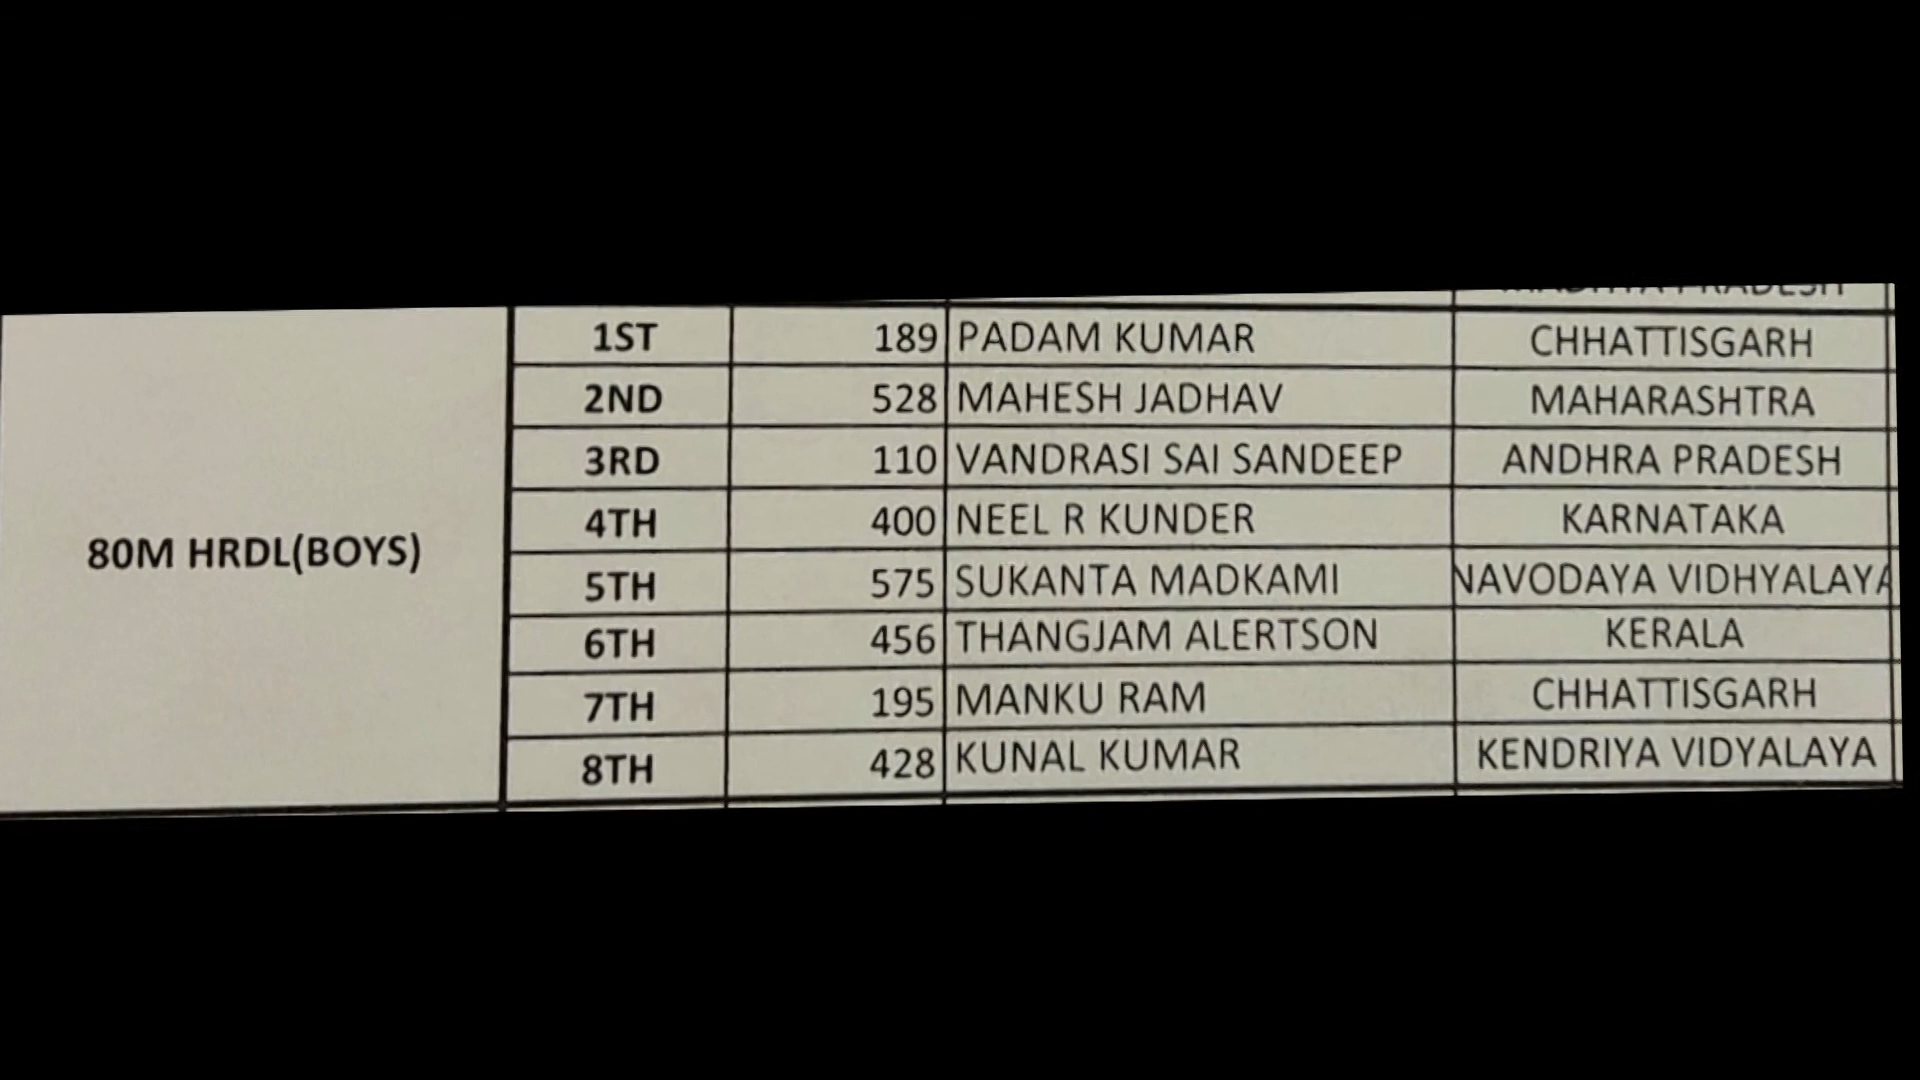 MADHYA PRADESH
80M HRDL(BOYS)
1ST 189 PADAM KUMAR CHHATTISGARH
2ND 528 MAHESH JADHAV MAHARASHTRA
3RD 110 VANDRASI SAI SANDEEP ANDHRA PRADESH
4TH 400 NEEL R KUNDER KARNATAKA
5TH 575 SUKANTA MADKAMI NAVODAYA VIDHYALAYA
6TH 456 THANGJAM ALERTSON KERALA
7TH 195 MANKU RAM CHHATTISGARH
8TH 428 KUNAL KUMAR KENDRIYA VIDYALAYA